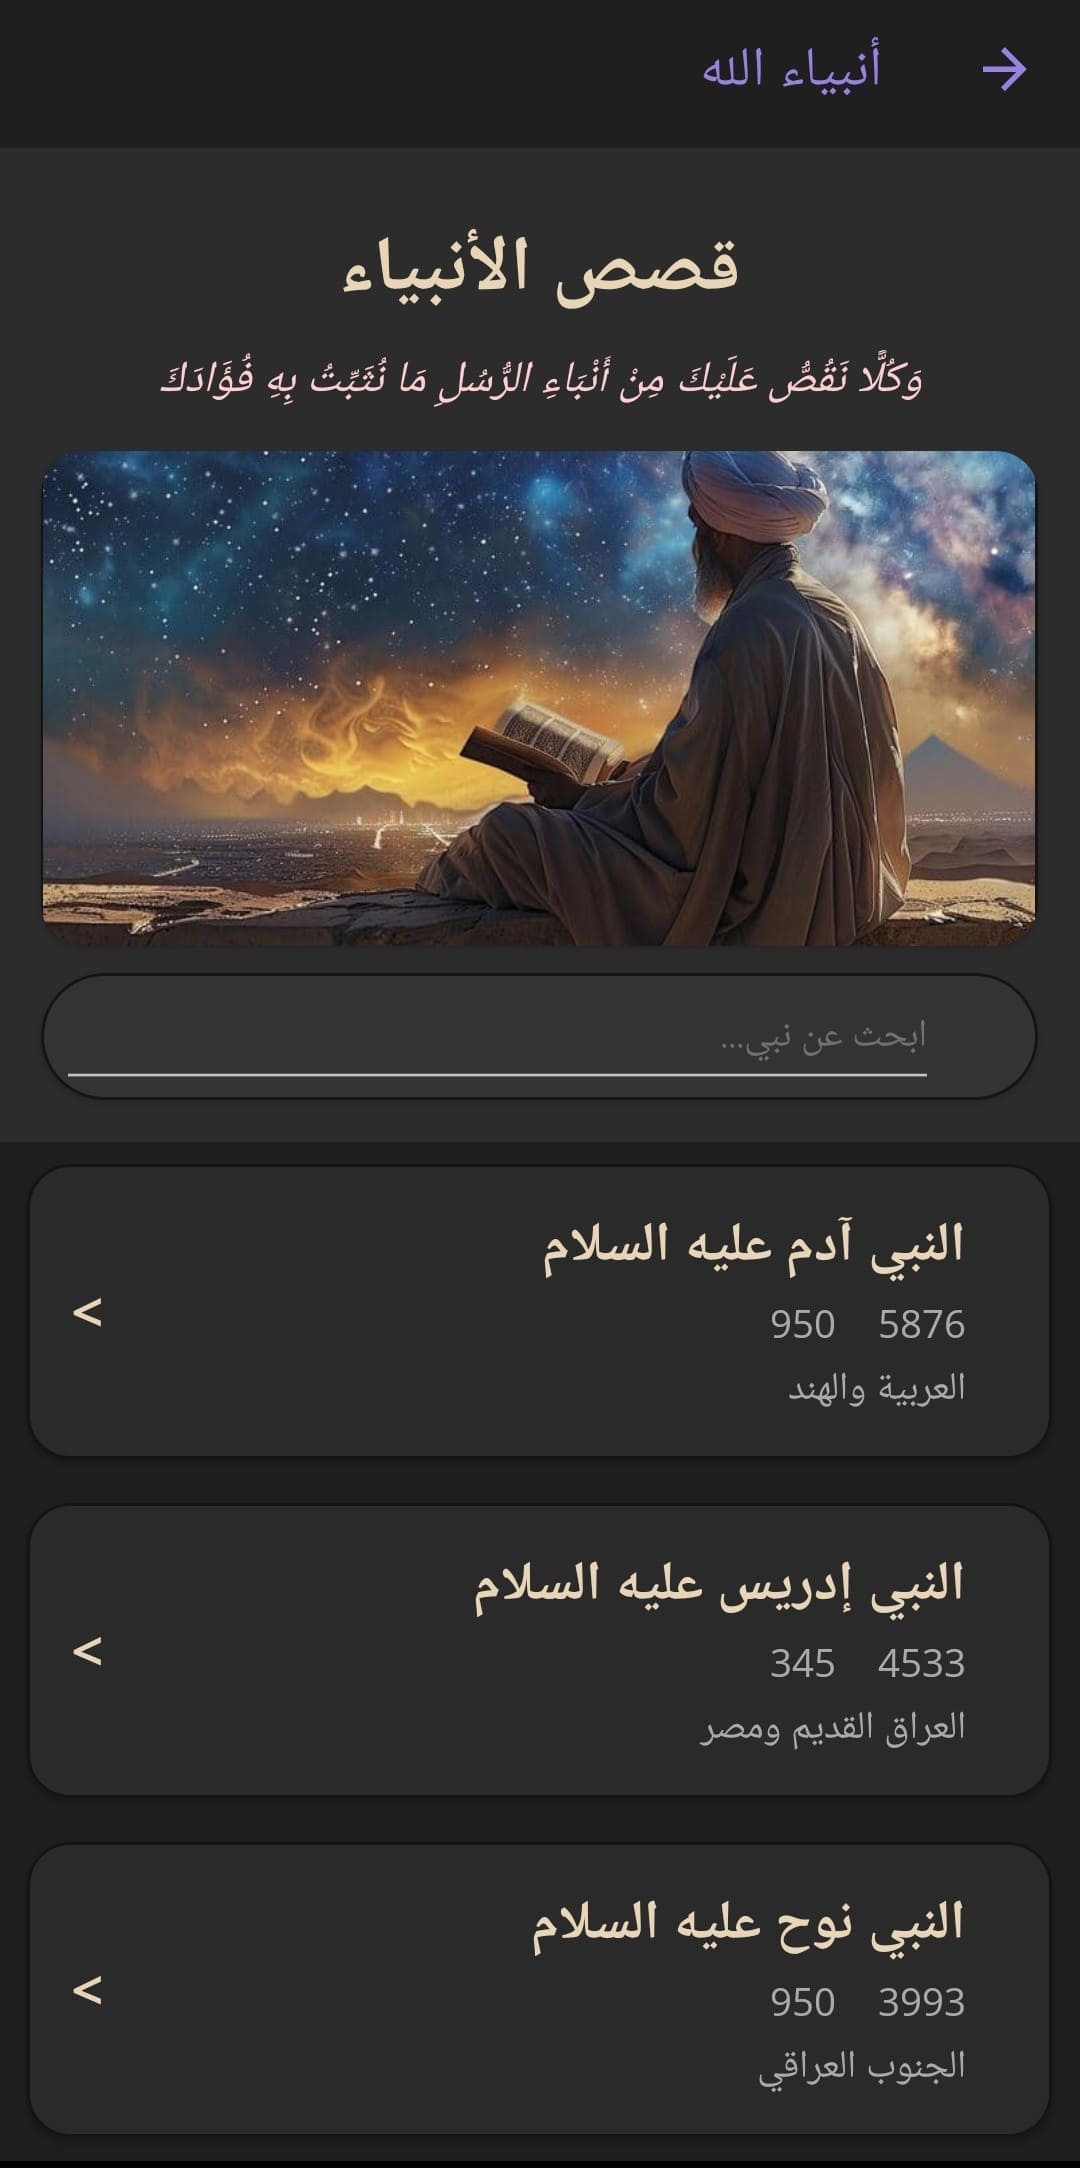 أنبياء الله
قصص الأنبياء
وَكُلًّا نَقُصُّ عَلَيْكَ مِنْ أَنْبَاءِ الرُّسُلِ مَا نُثَبِّتُ بِهِ فُؤَادَكَ
ابحث عن نبي...
النبي آدم عليه السلام
5876 950
العربية والهند
النبي إدريس عليه السلام
4533 345
العراق القديم ومصر
النبي نوح عليه السلام
3993 950
الجنوب العراقي